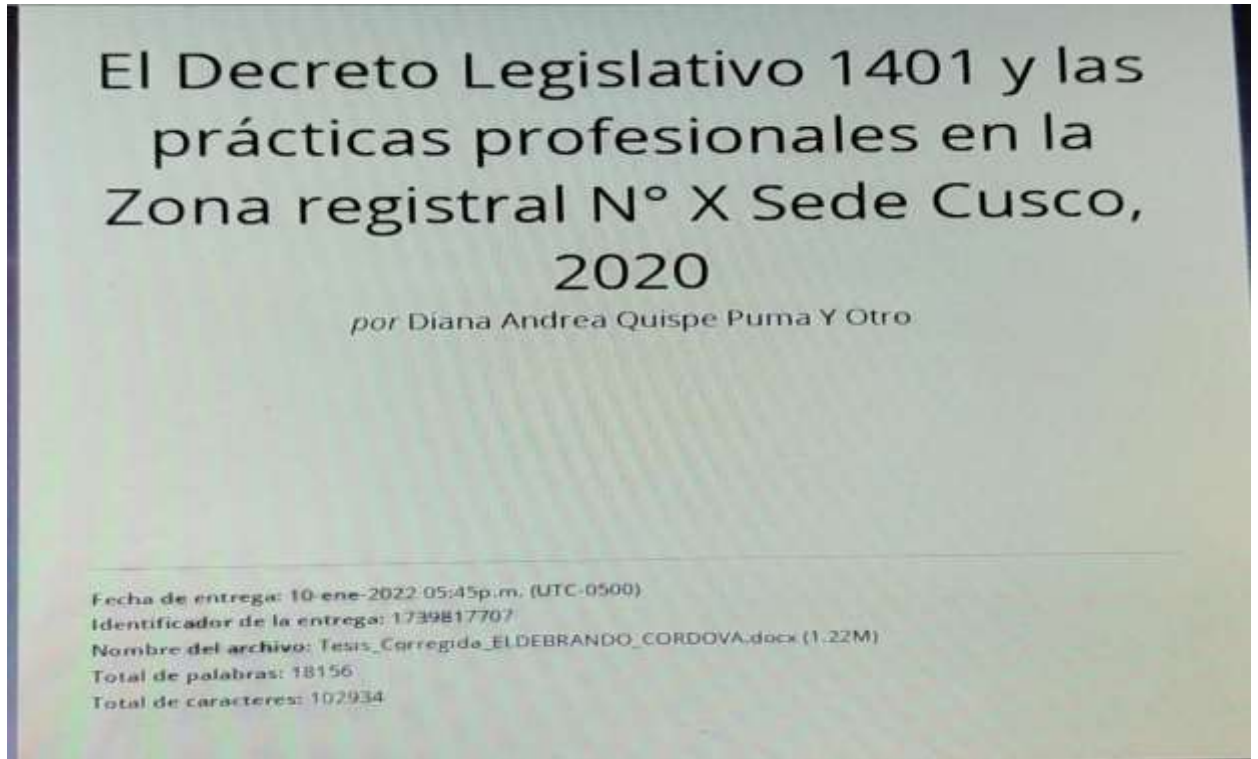 El Decreto Legislativo 1401 y las
prácticas profesionales en la
Zona registral N° X Sede Cusco,
2020
por Diana Andrea Quispe Puma Y Otro
Fecha de entrega: 10-ene-2022 05:45p.m. (UTC-0500)
Identificador de la entrega: 1739817707
Nombre del archivo: Tesis_Corregida_ELDEBRANDO_CORDOVA.docx (1.22M)
Total de palabras: 18156
Total de caracteres: 102934